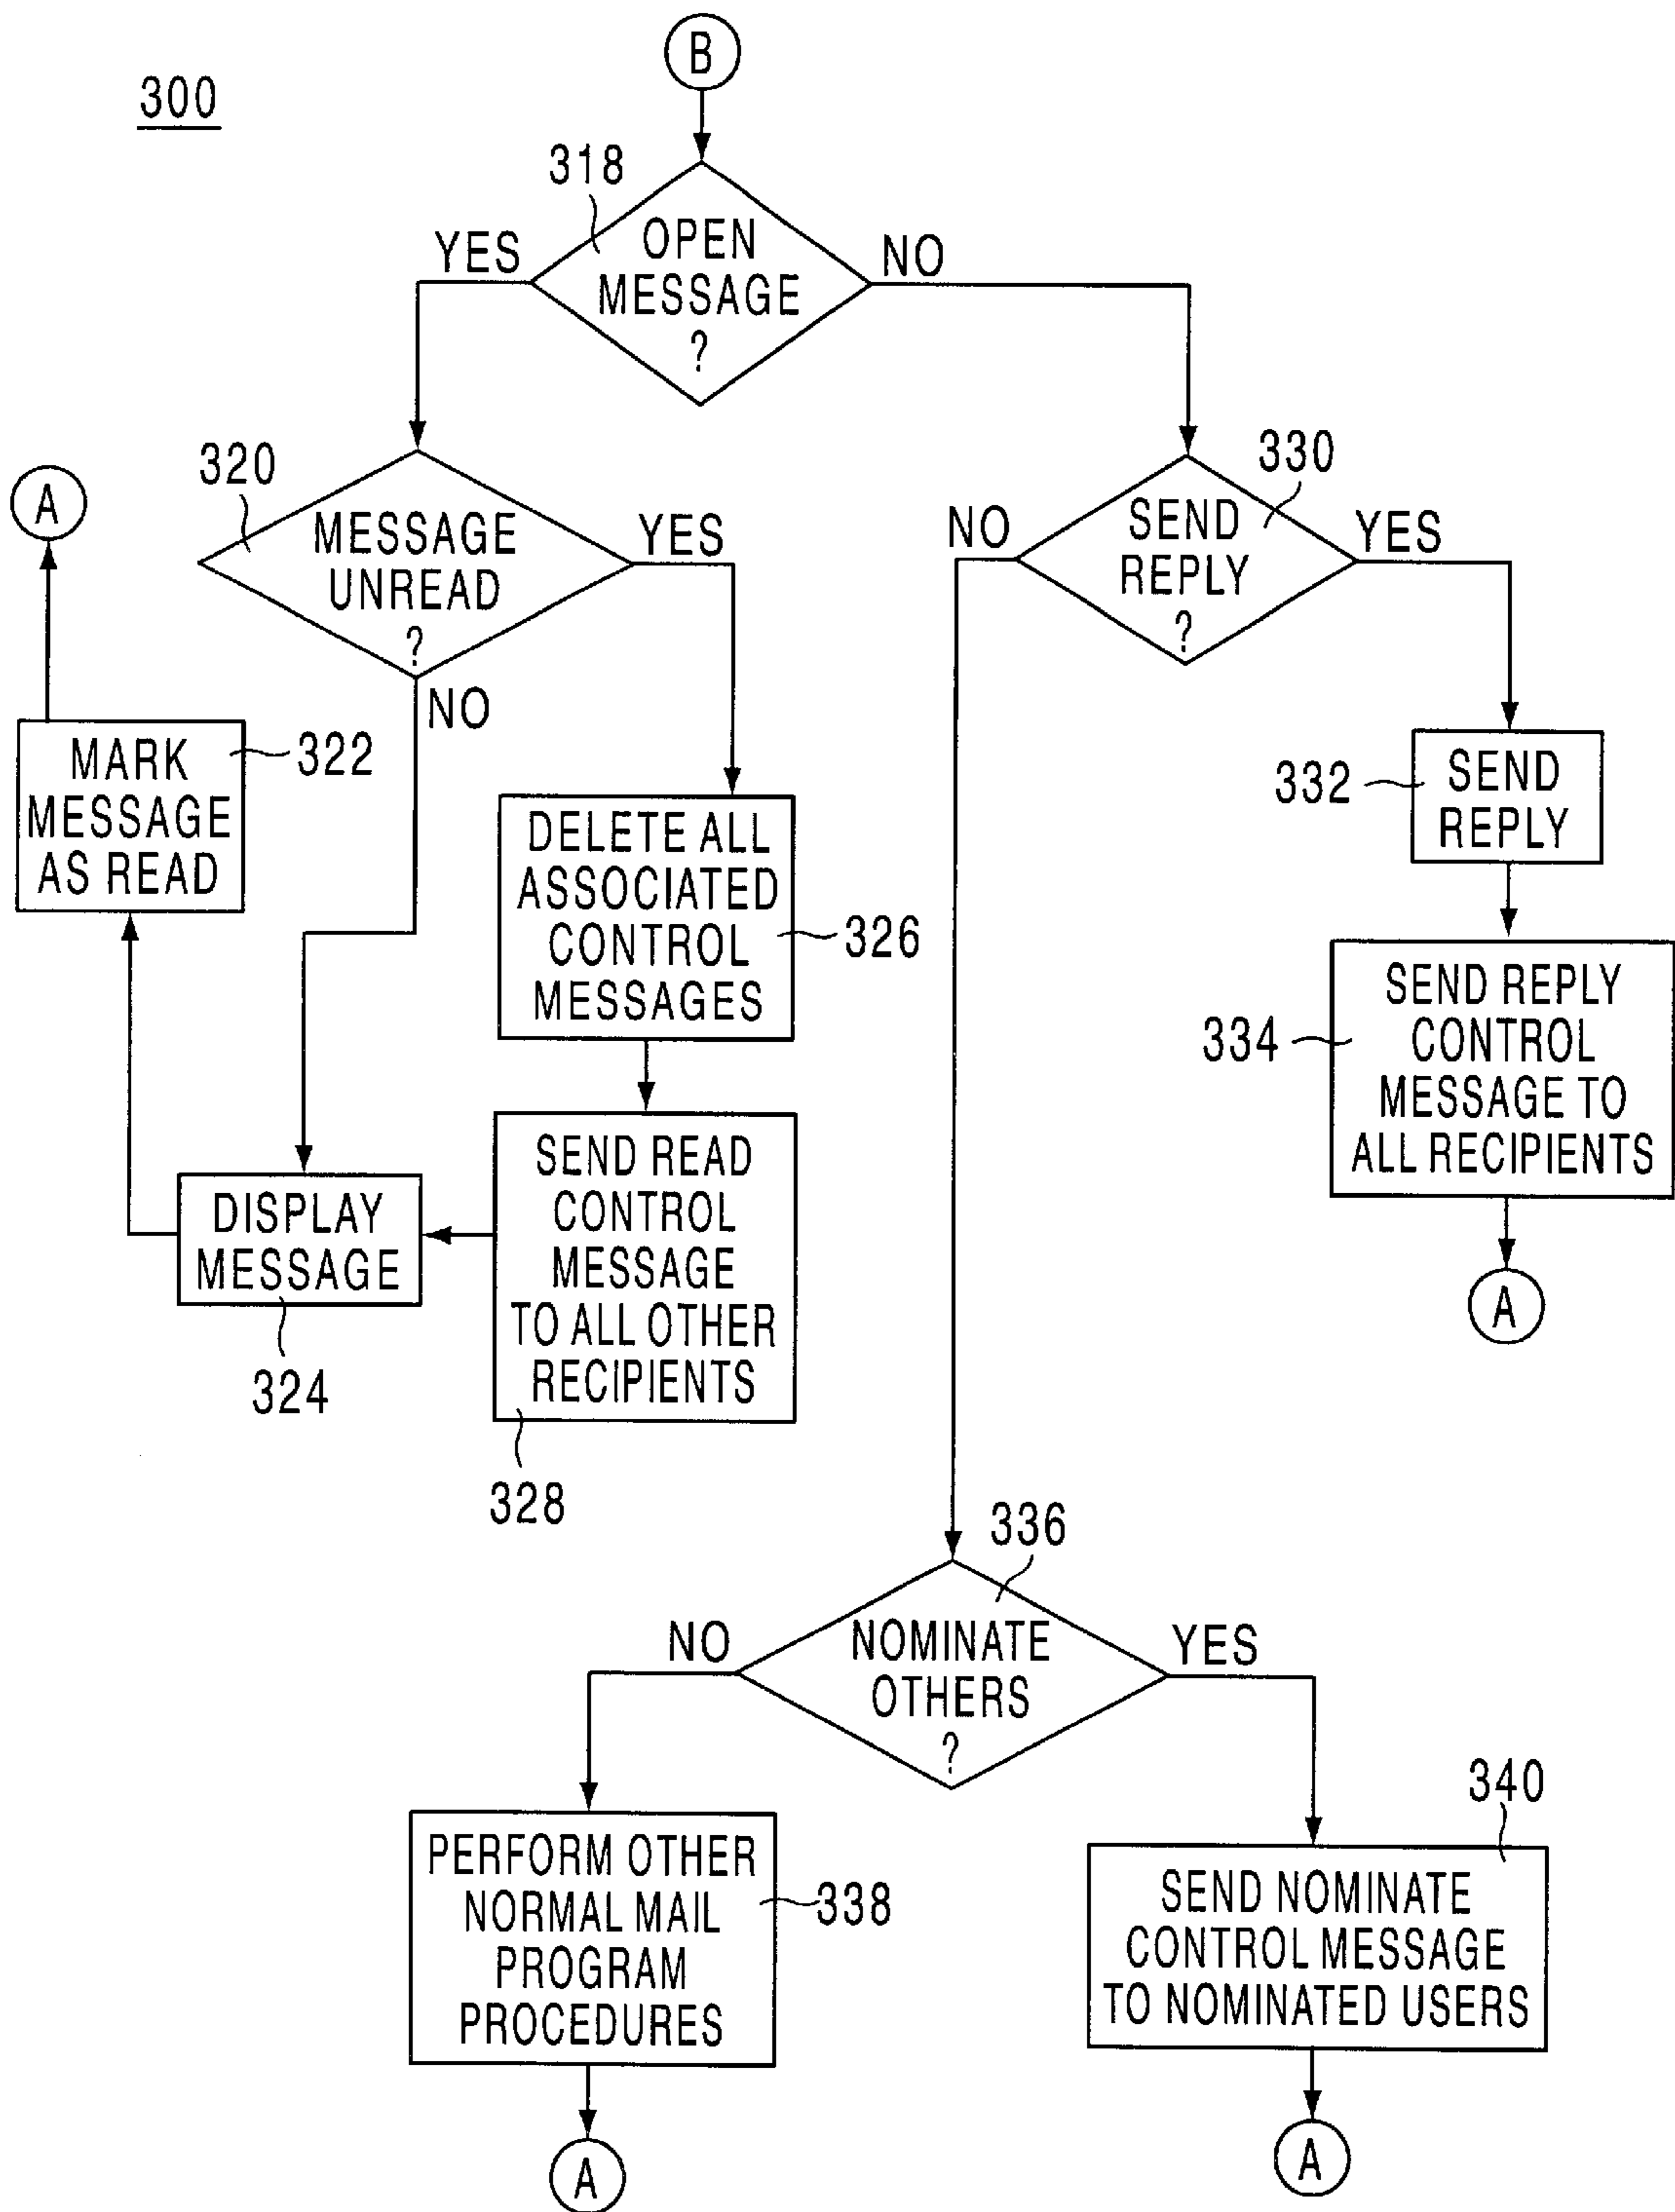 B
300
318
OPEN
MESSAGE
?
YES
NO
320
MESSAGE
UNREAD
?
YES
NO
A
330
SEND
REPLY
?
NO
YES
MARK
MESSAGE
AS READ
322
DELETE ALL
ASSOCIATED
CONTROL
MESSAGES
326
332
SEND
REPLY
334
SEND REPLY
CONTROL
MESSAGE TO
ALL RECIPIENTS
A
DISPLAY
MESSAGE
324
SEND READ
CONTROL
MESSAGE
TO ALL OTHER
RECIPIENTS
328
336
NOMINATE
OTHERS
?
NO
YES
PERFORM OTHER
NORMAL MAIL
PROGRAM
PROCEDURES
338
340
SEND NOMINATE
CONTROL MESSAGE
TO NOMINATED USERS
A
A